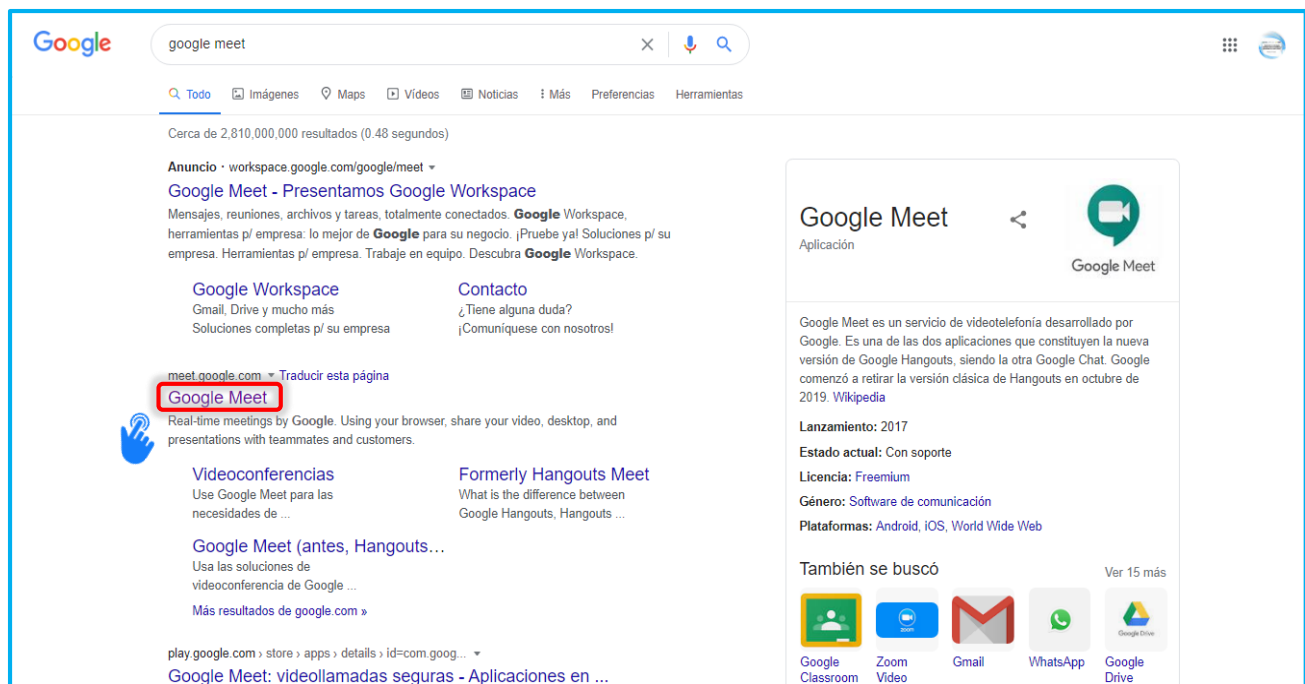 Google
google meet
Todo Imágenes Maps Vídeos Noticias Más Preferencias Herramientas
Cerca de 2,810,000,000 resultados (0.48 segundos)
Anuncio · workspace.google.com/google/meet
Google Meet - Presentamos Google Workspace
Mensajes, reuniones, archivos y tareas, totalmente conectados. Google Workspace,
herramientas p/ empresa: lo mejor de Google para su negocio. ¡Pruebe ya! Soluciones p/ su
empresa. Herramientas p/ empresa. Trabaje en equipo. Descubra Google Workspace.
Google Workspace
Gmail, Drive y mucho más
Soluciones completas p/ su empresa
Contacto
¿Tiene alguna duda?
¡Comuníquese con nosotros!
meet.google.com Traducir esta página
Google Meet
Real-time meetings by Google. Using your browser, share your video, desktop, and
presentations with teammates and customers.
Videoconferencias
Use Google Meet para las
necesidades de ...
Formerly Hangouts Meet
What is the difference between
Google Hangouts, Hangouts ...
Google Meet (antes, Hangouts...
Usa las soluciones de
videoconferencia de Google ...
Más resultados de google.com »
play.google.com › store › apps › details › id=com.goog...
Google Meet: videollamadas seguras - Aplicaciones en ...
Google Meet
Aplicación
Google Meet
Google Meet es un servicio de videotelefonía desarrollado por
Google. Es una de las dos aplicaciones que constituyen la nueva
versión de Google Hangouts, siendo la otra Google Chat. Google
comenzó a retirar la versión clásica de Hangouts en octubre de
2019. Wikipedia
Lanzamiento: 2017
Estado actual: Con soporte
Licencia: Freemium
Género: Software de comunicación
Plataformas: Android, iOS, World Wide Web
También se buscó
Ver 15 más
zoom
Google Drive
Google
Classroom
Zoom
Video
Gmail
WhatsApp
Google
Drive